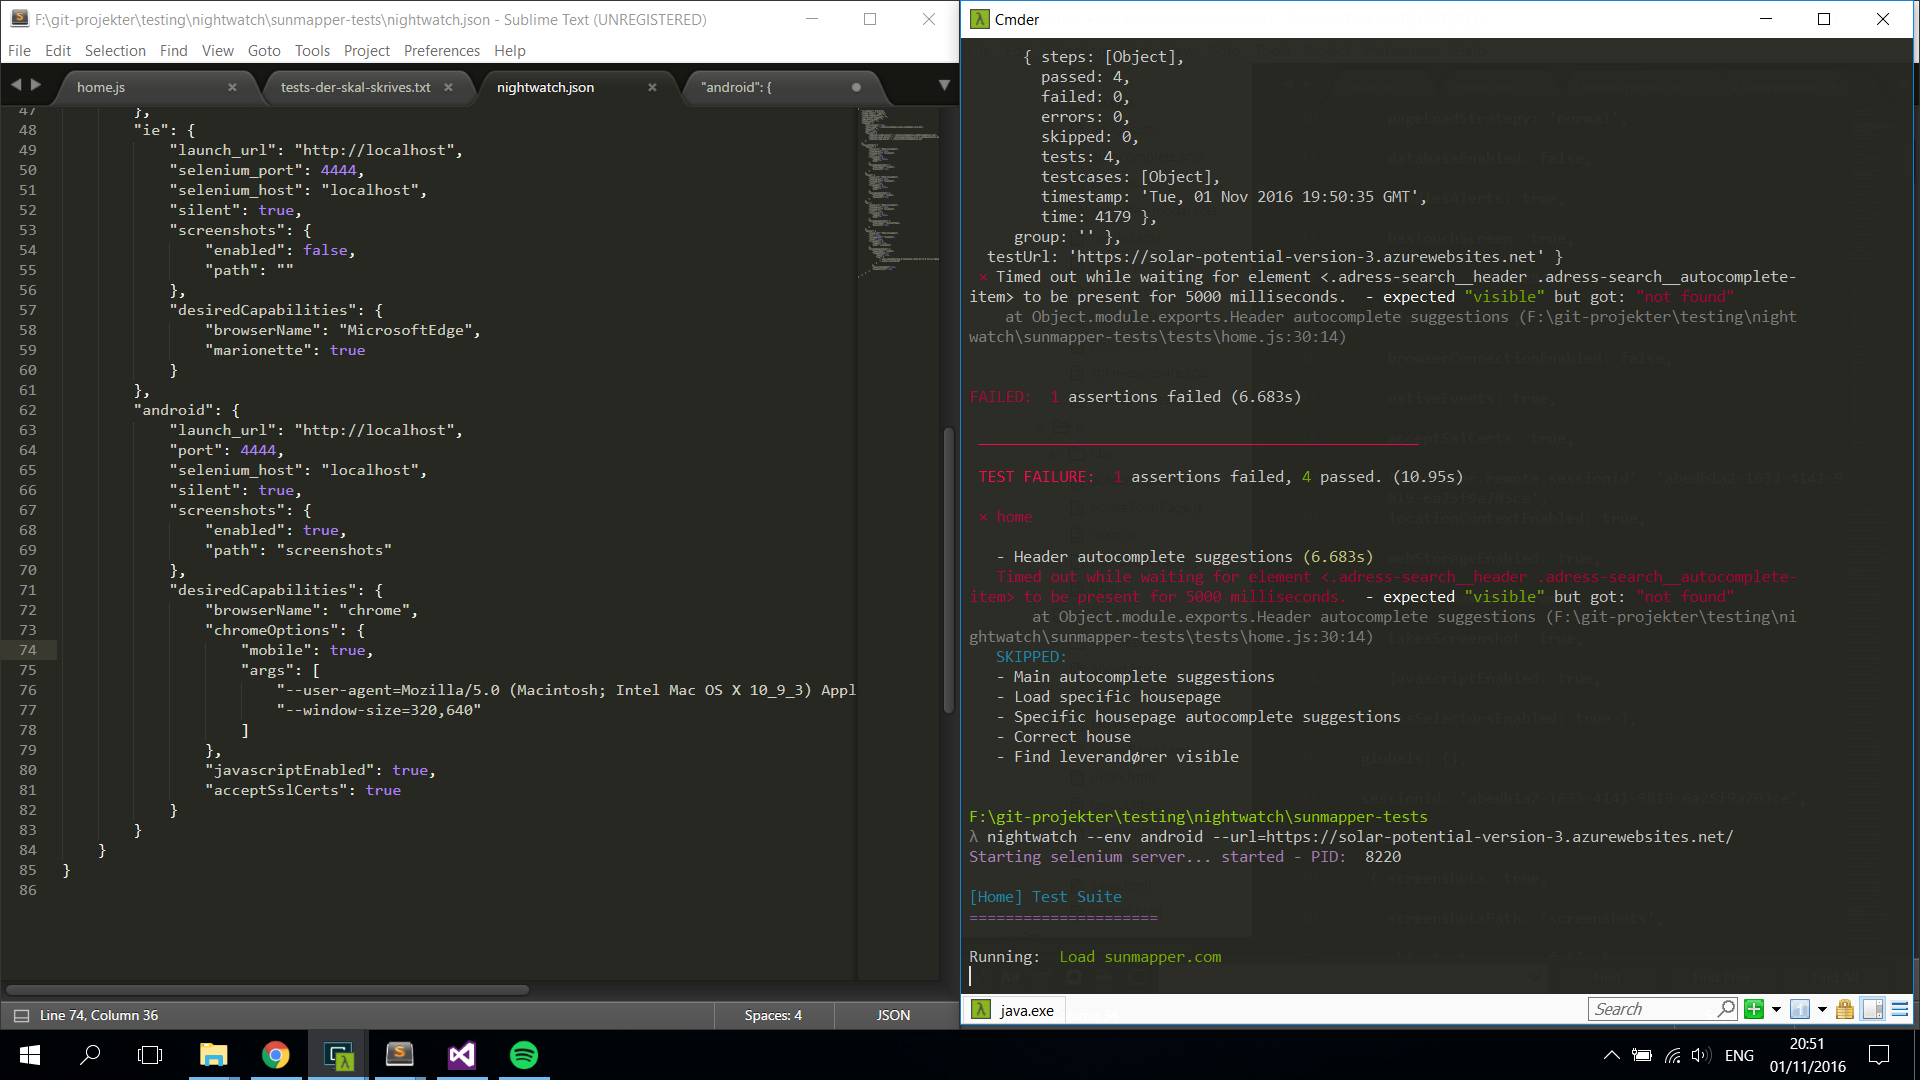 F:\git-projekter\testing\nightwatch\sunmapper-tests\nightwatch.json - Sublime Text (UNREGISTERED)
File Edit Selection Find View Goto Tools Project Preferences Help
home.js
tests-der-skal-skrives.txt
nightwatch.json
"android": {
47 },
48 "ie": {
49 "launch_url": "http://localhost",
50 "selenium_port": 4444,
51 "selenium_host": "localhost",
52 "silent": true,
53 "screenshots": {
54 "enabled": false,
55 "path": ""
56 },
57 "desiredCapabilities": {
58 "browserName": "MicrosoftEdge",
59 "marionette": true
60 }
61 },
62 "android": {
63 "launch_url": "http://localhost",
64 "port": 4444,
65 "selenium_host": "localhost",
66 "silent": true,
67 "screenshots": {
68 "enabled": true,
69 "path": "screenshots"
70 },
71 "desiredCapabilities": {
72 "browserName": "chrome",
73 "chromeOptions": {
74 "mobile": true,
75 "args": [
76 "--user-agent=Mozilla/5.0 (Macintosh; Intel Mac OS X 10_9_3) Appl
77 "--window-size=320,640"
78 ]
79 },
80 "javascriptEnabled": true,
81 "acceptSslCerts": true
82 }
83 }
84 }
85 }
86
Line 74, Column 36
Spaces: 4
JSON
Cmder
{ steps: [Object],
passed: 4,
failed: 0,
errors: 0,
skipped: 0,
tests: 4,
testcases: [Object],
timestamp: 'Tue, 01 Nov 2016 19:50:35 GMT',
time: 4179 },
group: '' },
testUrl: 'https://solar-potential-version-3.azurewebsites.net' }
× Timed out while waiting for element <.adress-search__header .adress-search__autocomplete-
item> to be present for 5000 milliseconds.  - expected "visible" but got: "not found"
at Object.module.exports.Header autocomplete suggestions (F:\git-projekter\testing\night
watch\sunmapper-tests\tests\home.js:30:14)
FAILED:  1 assertions failed (6.683s)
TEST FAILURE:  1 assertions failed, 4 passed. (10.95s)
× home
- Header autocomplete suggestions (6.683s)
Timed out while waiting for element <.adress-search__header .adress-search__autocomplete-
item> to be present for 5000 milliseconds.  - expected "visible" but got: "not found"
at Object.module.exports.Header autocomplete suggestions (F:\git-projekter\testing\ni
ghtwatch\sunmapper-tests\tests\home.js:30:14)
SKIPPED:
- Main autocomplete suggestions
- Load specific housepage
- Specific housepage autocomplete suggestions
- Correct house
- Find leverandører visible
F:\git-projekter\testing\nightwatch\sunmapper-tests
λ nightwatch --env android --url=https://solar-potential-version-3.azurewebsites.net/
Starting selenium server... started - PID:  8220
[Home] Test Suite
=====================
Running:  Load sunmapper.com
java.exe
Search
ENG
20:51
01/11/2016